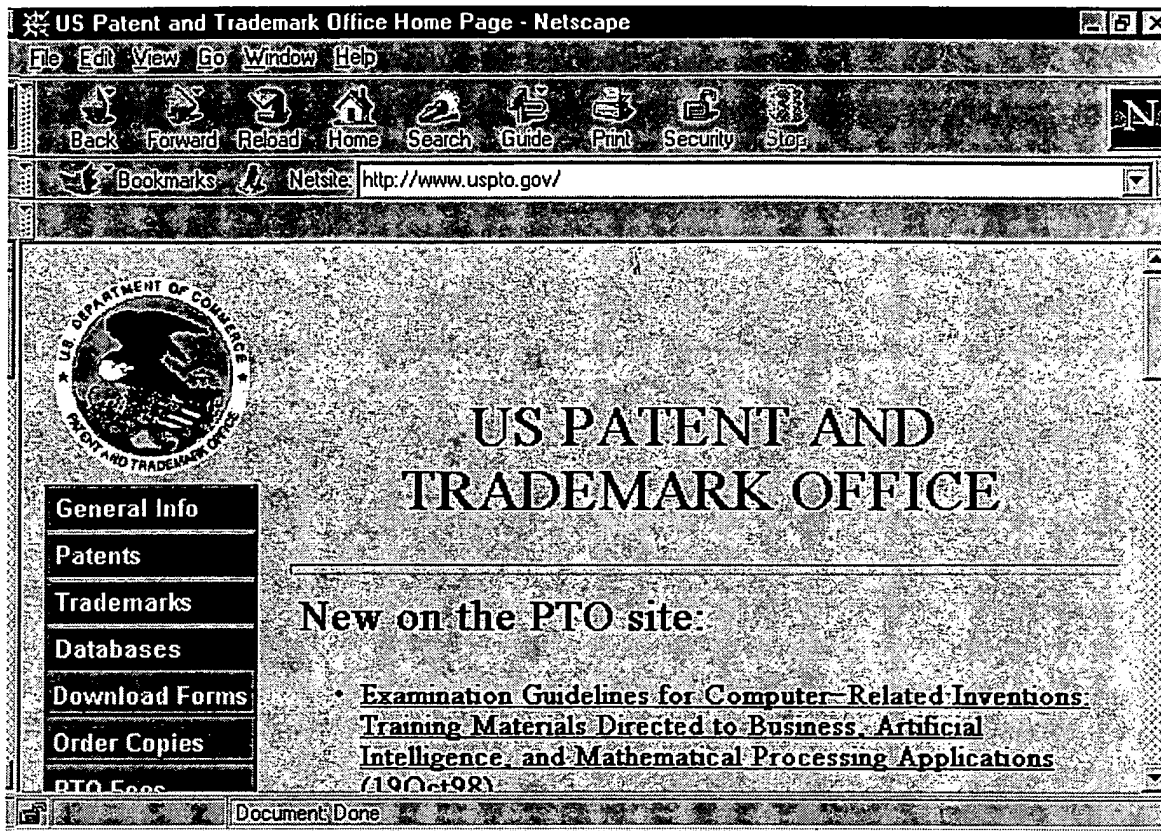 US Patent and Trademark Office Home Page - Netscape
File Edit View Go Window Help
Back Forward Reload Home Search Guide Print Security Stop
N
Bookmarks Netsite: http://www.uspto.gov/
U.S. DEPARTMENT OF COMMERCE
PATENT AND TRADEMARK OFFICE
US PATENT AND
TRADEMARK OFFICE
General Info
Patents
Trademarks
Databases
Download Forms
Order Copies
PTO Fees
New on the PTO site:
• Examination Guidelines for Computer-Related Inventions
Training Materials Directed to Business, Artificial
Intelligence, and Mathematical Processing Applications
(19Oct98)
Document: Done